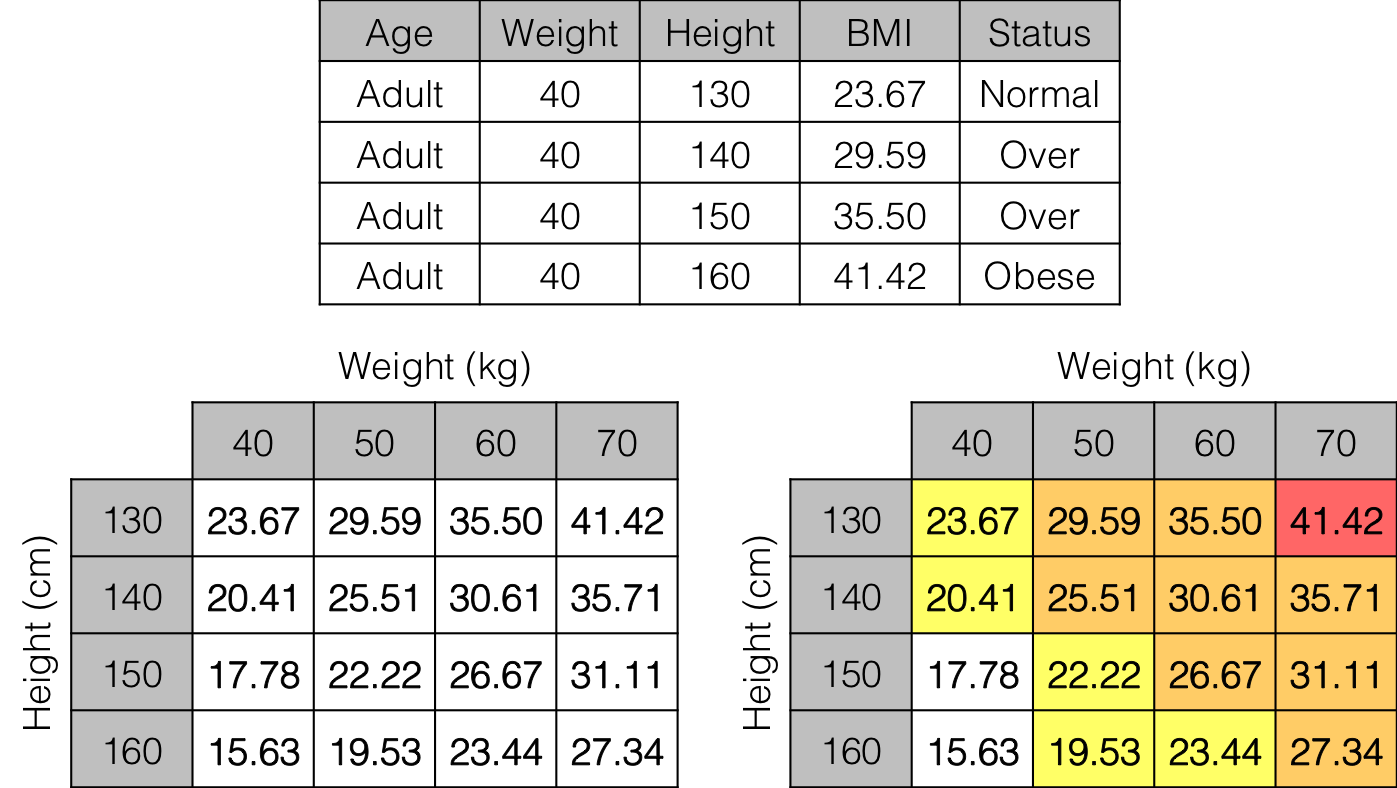 Age Weight Height BMI Status
Adult 40 130 23.67 Normal
Adult 40 140 29.59 Over
Adult 40 150 35.50 Over
Adult 40 160 41.42 Obese
Weight (kg)
40 50 60 70
Height (cm)
130 23.67 29.59 35.50 41.42
140 20.41 25.51 30.61 35.71
150 17.78 22.22 26.67 31.11
160 15.63 19.53 23.44 27.34
Weight (kg)
40 50 60 70
Height (cm)
130 23.67 29.59 35.50 41.42
140 20.41 25.51 30.61 35.71
150 17.78 22.22 26.67 31.11
160 15.63 19.53 23.44 27.34